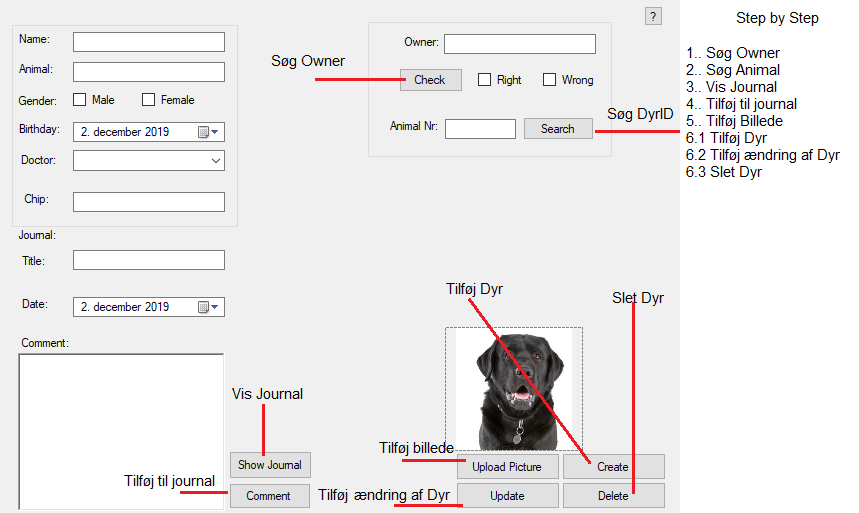 ?
Step by Step
Name:
Owner:
1.. Søg Owner
2.. Søg Animal
3.. Vis Journal
4.. Tilføj til journal
5.. Tilføj Billede
6.1 Tilføj Dyr
6.2 Tilføj ændring af Dyr
6.3 Slet Dyr
Søg Owner
Animal:
Check
Right
Wrong
Gender:
Male
Female
Søg DyrID
Birthday:
2. december 2019
Animal Nr:
Search
Doctor:
Chip:
Journal:
Title:
Tilføj Dyr
Slet Dyr
Date:
2. december 2019
Comment:
Vis Journal
Tilføj billede
Show Journal
Upload Picture
Create
Tilføj til journal
Comment
Tilføj ændring af Dyr
Update
Delete